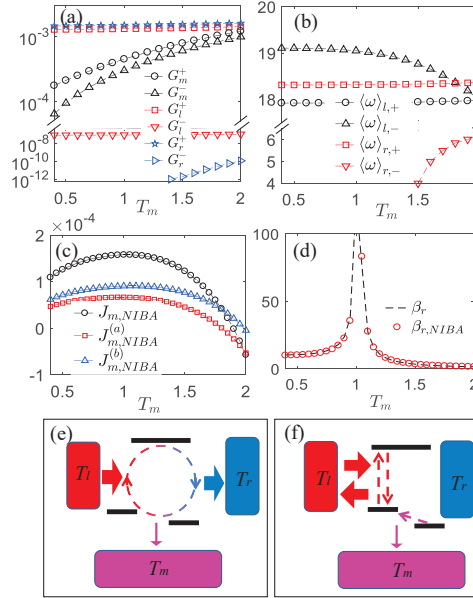 (a)
10^{-3}
10^{-4}
10^{-8}
10^{-10}
10^{-12}
G_m^+
G_m^-
G_l^+
G_l^-
G_r^+
G_r^-
0.5 1 1.5 2
T_m
(b)
19
18
6
5
4
⟨ω⟩_{l,+}
⟨ω⟩_{l,-}
⟨ω⟩_{r,+}
⟨ω⟩_{r,-}
0.5 1 1.5 2
T_m
(c)
× 10^{-4}
2
1
0
-1
J_{m,NIBA}
J_{m,NIBA}^{(a)}
J_{m,NIBA}^{(b)}
0.5 1 1.5 2
T_m
(d)
100
50
0
β_r
β_{r,NIBA}
0.5 1 1.5 2
T_m
(e)
T_l
T_r
T_m
(f)
T_l
T_r
T_m